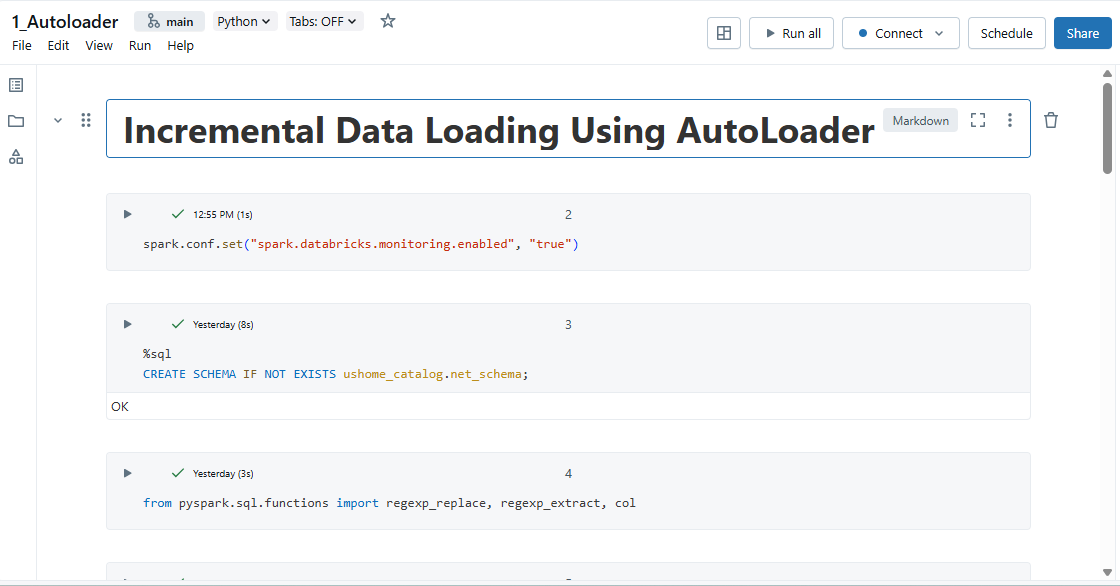 1_Autoloader main Python Tabs: OFF
File Edit View Run Help
Run all Connect Schedule Share
Incremental Data Loading Using AutoLoader Markdown
12:55 PM (1s) 2
spark.conf.set("spark.databricks.monitoring.enabled", "true")
Yesterday (8s) 3
%sql
CREATE SCHEMA IF NOT EXISTS ushome_catalog.net_schema;
OK
Yesterday (3s) 4
from pyspark.sql.functions import regexp_replace, regexp_extract, col